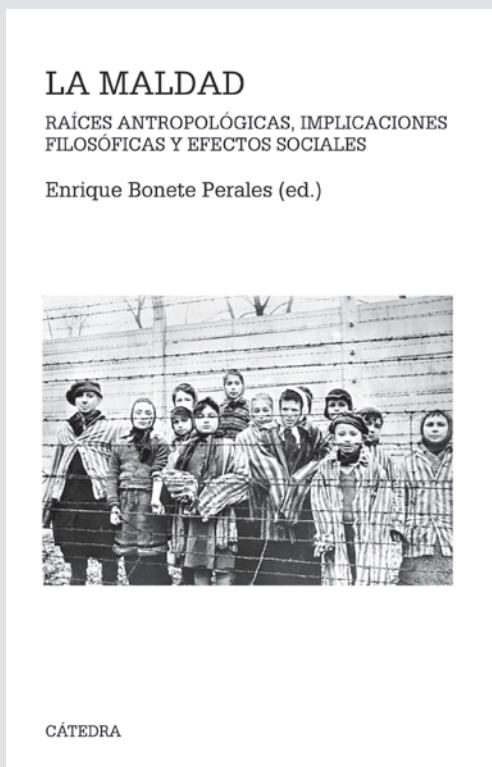 LA MALDAD
RAÍCES ANTROPOLÓGICAS, IMPLICACIONES
FILOSÓFICAS Y EFECTOS SOCIALES
Enrique Bonete Perales (ed.)
CÁTEDRA